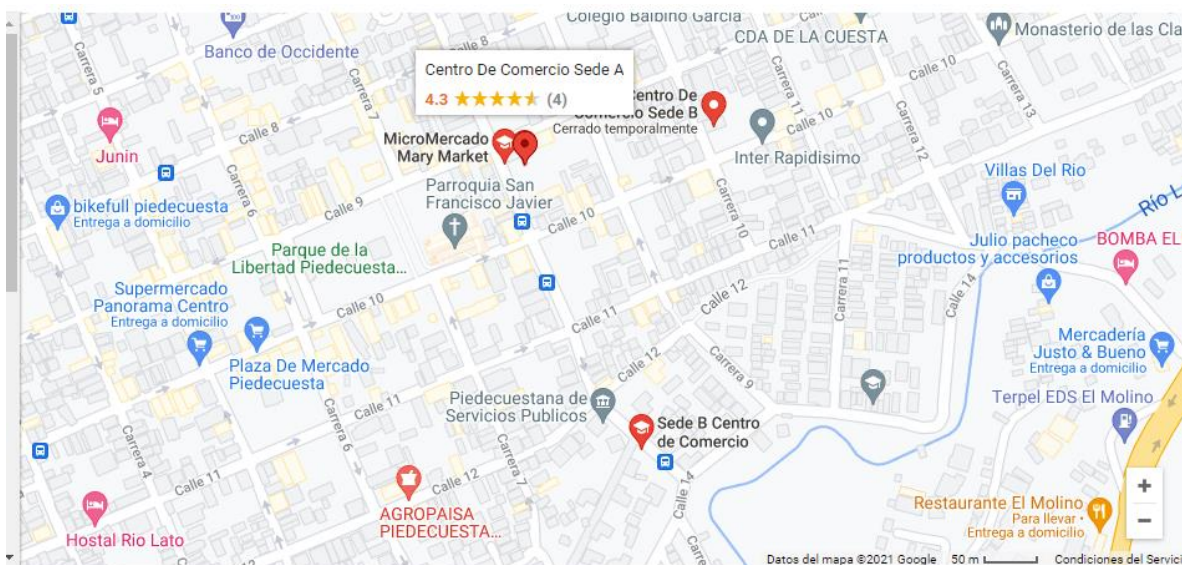 Colegio Balbino García
CDA DE LA CUESTA
Monasterio de las Cla
Banco de Occidente
Carrera 5
Calle 8
Carrera 11
Calle 10
Carrera 13
Centro De Comercio Sede A
4.3 (4)
Centro De
Comercio Sede B
Cerrado temporalmente
Calle 8
MicroMercado
Mary Market
Inter Rapidisimo
Calle 10
Carrera 12
Junin
Carrera 6
Villas Del Rio
Parroquia San
Francisco Javier
bikefull piedecuesta
Entrega a domicilio
Calle 9
Calle 10
Carrera 10
Calle 11
Río L
Parque de la
Libertad Piedecuesta...
Julio pacheco
productos y accesorios
BOMBA EL
Supermercado
Panorama Centro
Entrega a domicilio
Calle 10
Calle 11
Calle 12
Carrera 11
Calle 14
Plaza De Mercado
Piedecuesta
Calle 12
Carrera 9
Mercadería
Justo & Bueno
Entrega a domicilio
Piedecuestana de
Servicios Publicos
Calle 11
Terpel EDS El Molino
Sede B Centro
de Comercio
Carrera 4
Carrera 6
Carrera 7
Calle 12
Calle 12
AGROPAISA
PIEDECUESTA...
Calle 14
Restaurante El Molino
Para llevar ·
Entrega a domicilio
Hostal Rio Lato
+
−
Datos del mapa ©2021 Google 50 m Condiciones del Servici